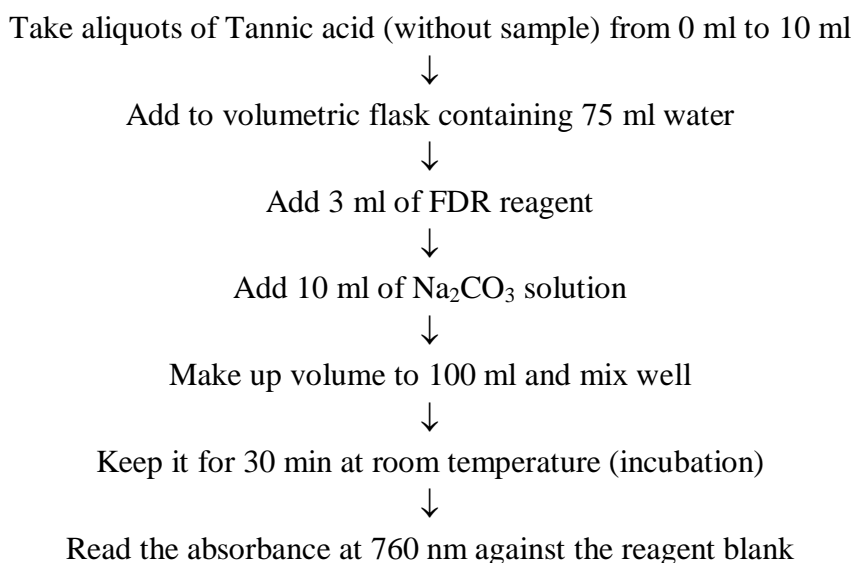 Take aliquots of Tannic acid (without sample) from 0 ml to 10 ml
↓
Add to volumetric flask containing 75 ml water
↓
Add 3 ml of FDR reagent
↓
Add 10 ml of Na₂CO₃ solution
↓
Make up volume to 100 ml and mix well
↓
Keep it for 30 min at room temperature (incubation)
↓
Read the absorbance at 760 nm against the reagent blank